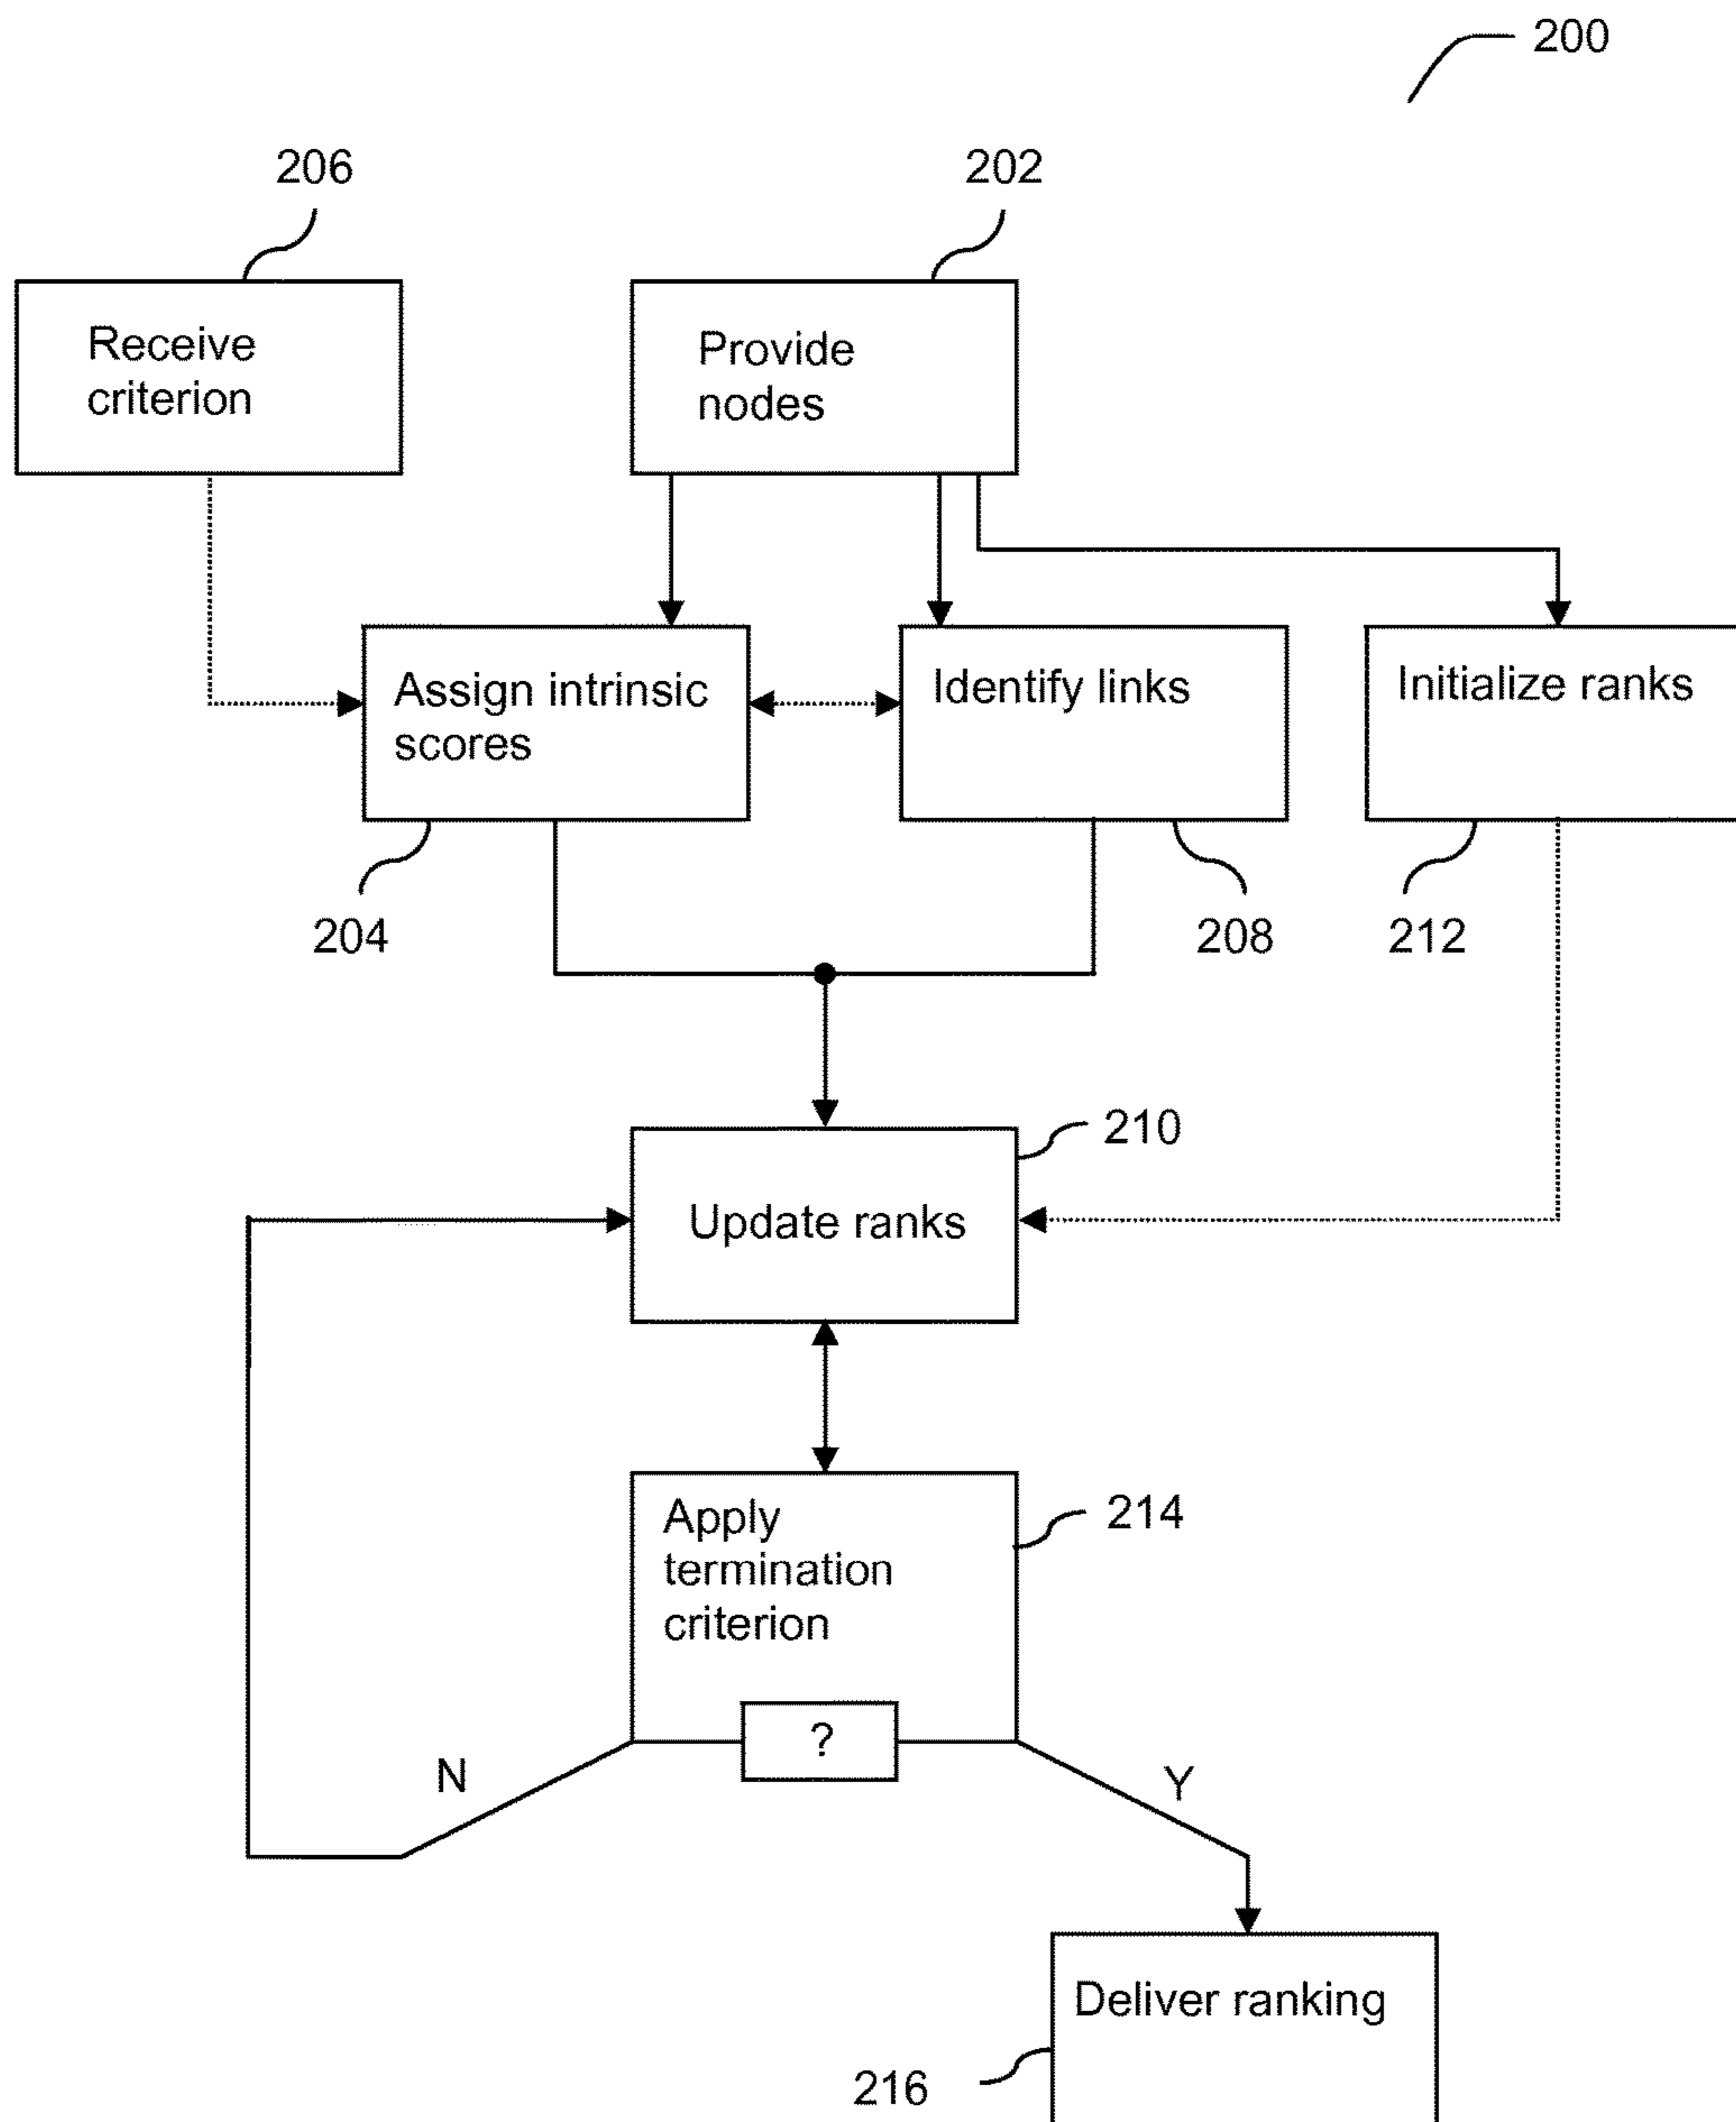 200
206
202
Receive
criterion
Provide
nodes
Assign intrinsic
scores
Identify links
Initialize ranks
204
208
212
210
Update ranks
Apply
termination
criterion
214
?
N
Y
Deliver ranking
216